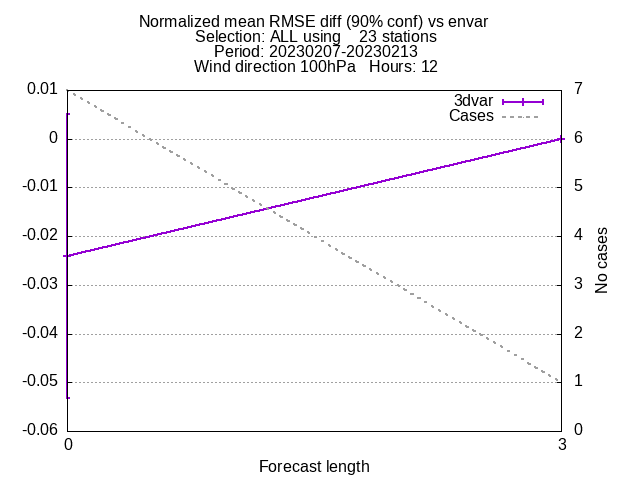 Normalized mean RMSE diff (90% conf) vs envar
Selection: ALL using    23 stations
Period: 20230207-20230213
Wind direction 100hPa   Hours: 12
3dvar
Cases
0.01
0
-0.01
-0.02
-0.03
-0.04
-0.05
-0.06
7
6
5
4
3
2
1
0
No cases
0
3
Forecast length